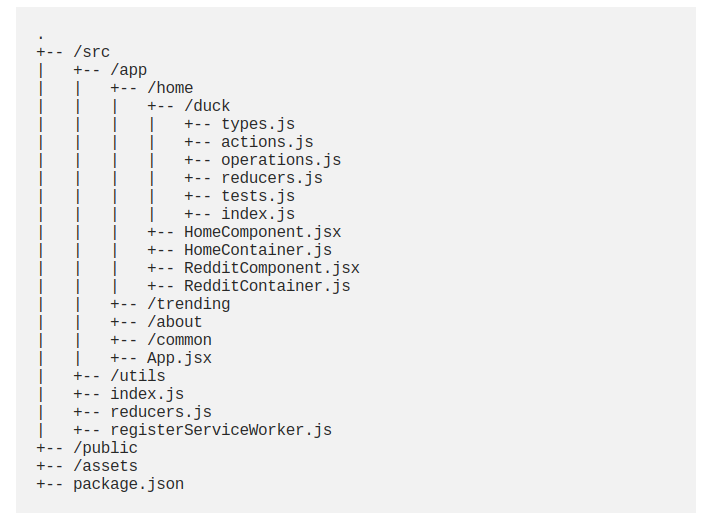 .
+-- /src
|   +-- /app
|   |   +-- /home
|   |   |   +-- /duck
|   |   |   |   +-- types.js
|   |   |   |   +-- actions.js
|   |   |   |   +-- operations.js
|   |   |   |   +-- reducers.js
|   |   |   |   +-- tests.js
|   |   |   |   +-- index.js
|   |   |   +-- HomeComponent.jsx
|   |   |   +-- HomeContainer.js
|   |   |   +-- RedditComponent.jsx
|   |   |   +-- RedditContainer.js
|   |   +-- /trending
|   |   +-- /about
|   |   +-- /common
|   |   +-- App.jsx
|   +-- /utils
|   +-- index.js
|   +-- reducers.js
|   +-- registerServiceWorker.js
+-- /public
+-- /assets
+-- package.json